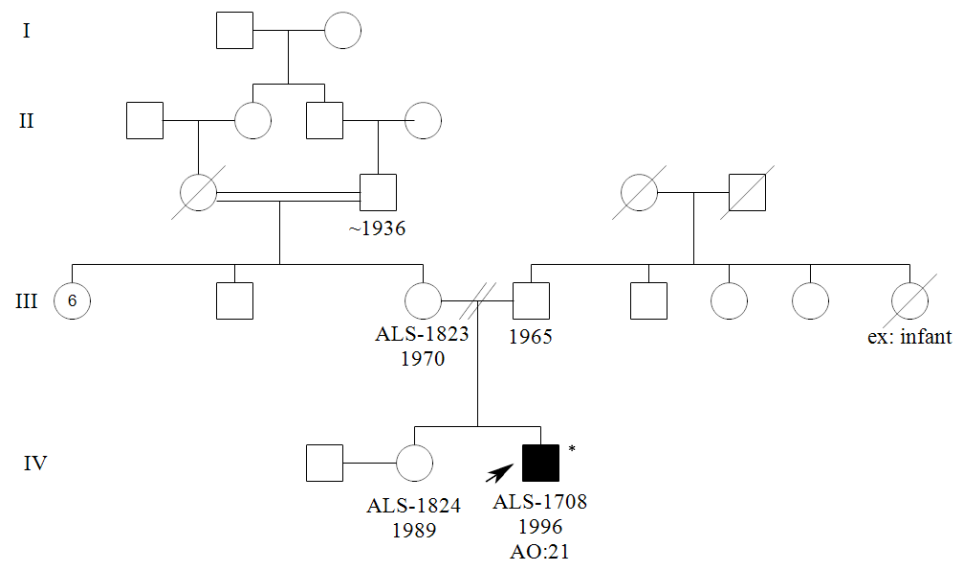 I
II
~1936
III
6
ALS-1823
1970
1965
ex: infant
IV
*
ALS-1824
1989
ALS-1708
1996
AO:21